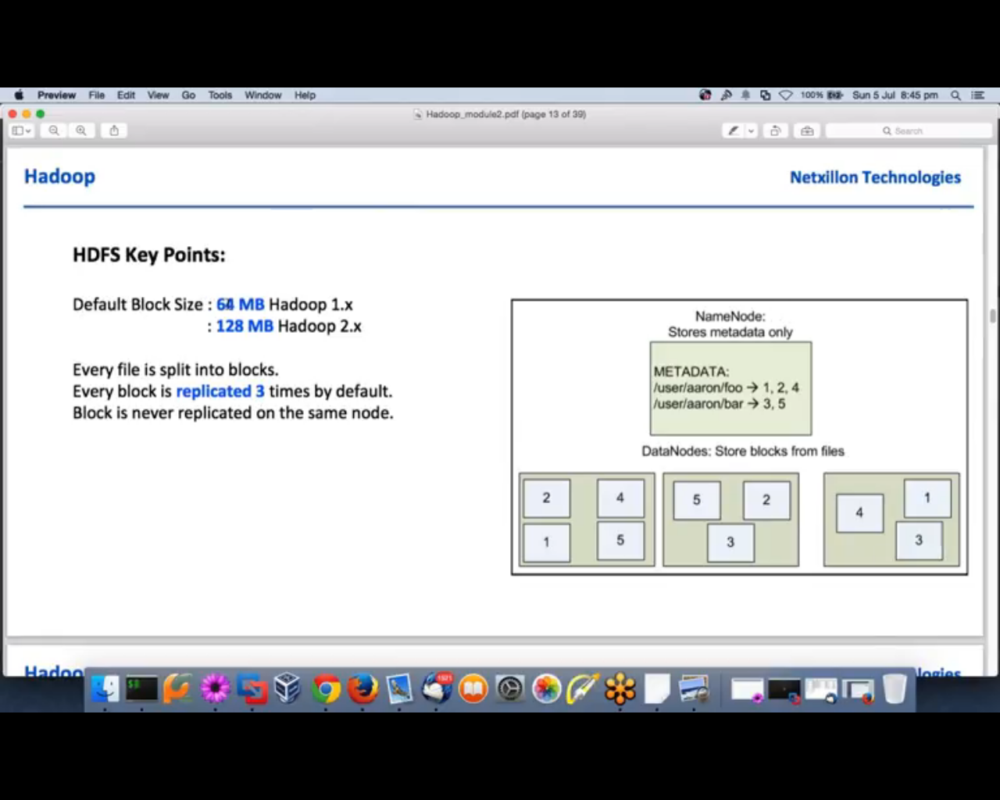 Preview File Edit View Go Tools Window Help 100% Sun 5 Jul 8:45 pm
Hadoop_module2.pdf (page 13 of 39)
Search
Hadoop Netxillon Technologies
HDFS Key Points:
Default Block Size : 64 MB Hadoop 1.x
: 128 MB Hadoop 2.x
Every file is split into blocks.
Every block is replicated 3 times by default.
Block is never replicated on the same node.
NameNode:
Stores metadata only
METADATA:
/user/aaron/foo → 1, 2, 4
/user/aaron/bar → 3, 5
DataNodes: Store blocks from files
2 4
1 5
5 2
3
4 1
3